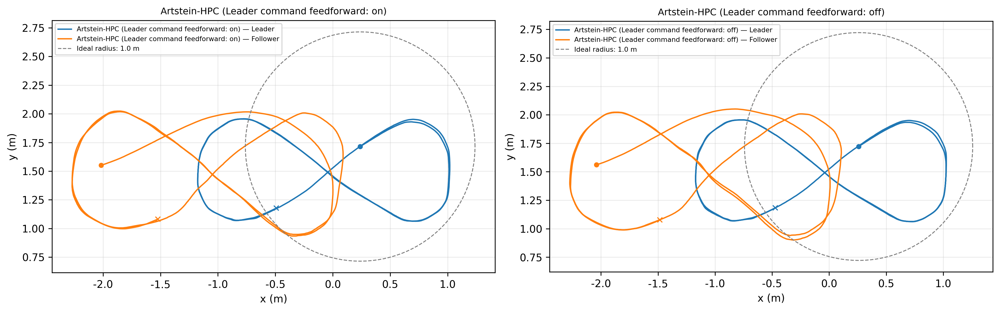 Artstein-HPC (Leader command feedforward: on)
Artstein-HPC (Leader command feedforward: on) — Leader
Artstein-HPC (Leader command feedforward: on) — Follower
Ideal radius: 1.0 m
y (m)
2.75
2.50
2.25
2.00
1.75
1.50
1.25
1.00
0.75
-2.0 -1.5 -1.0 -0.5 0.0 0.5 1.0
x (m)
Artstein-HPC (Leader command feedforward: off)
Artstein-HPC (Leader command feedforward: off) — Leader
Artstein-HPC (Leader command feedforward: off) — Follower
Ideal radius: 1.0 m
y (m)
2.75
2.50
2.25
2.00
1.75
1.50
1.25
1.00
0.75
-2.0 -1.5 -1.0 -0.5 0.0 0.5 1.0
x (m)